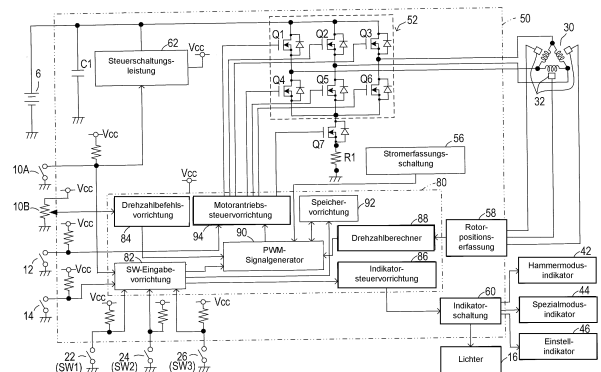 50
52
62
Steuerschaltungs-
leistung
Vcc
C1
6
Q1
Q2
Q3
Q4
Q5
Q6
Q7
R1
30
32
56
Stromerfassungs-
schaltung
Vcc
10A
10B
Vcc
12
Vcc
14
Vcc
80
Drehzahlbefehls-
vorrichtung
84
Vcc
Motorantriebs-
steuervorrichtung
94
Speicher-
vorrichtung
92
90
PWM-
Signalgenerator
88
Drehzahlberechner
58
Rotor-
positions-
erfassung
82
SW-Eingabe-
vorrichtung
86
Indikator-
steuervorrichtung
60
Indikator-
schaltung
42
Hammermodus-
indikator
44
Spezialmodus-
indikator
46
Einstell-
indikator
Lichter
16
Vcc
Vcc
Vcc
22
(SW1)
24
(SW2)
26
(SW3)